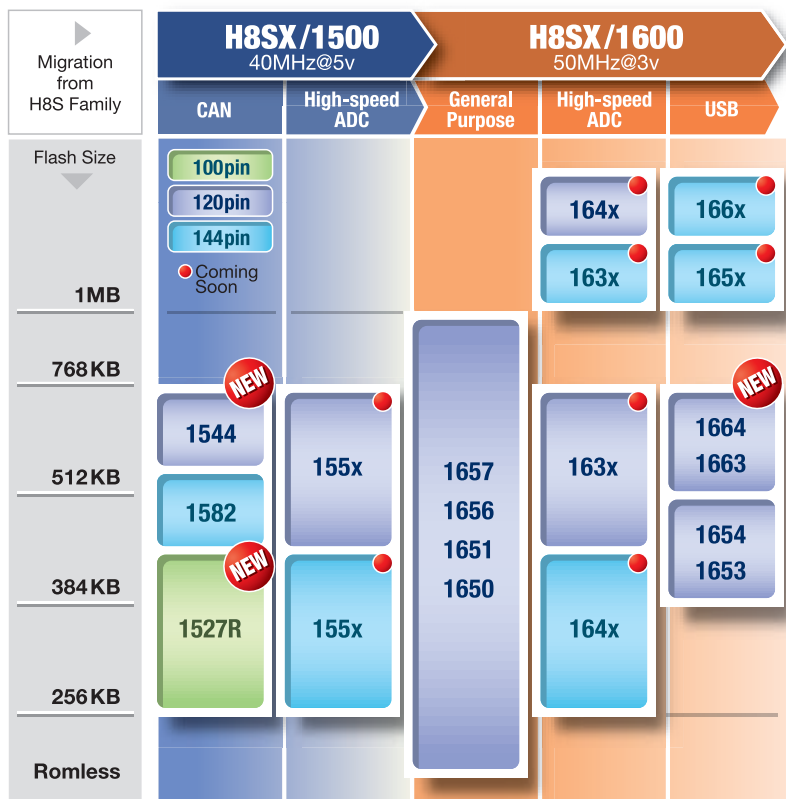 Migration
from
H8S Family
H8SX/1500
40MHz@5v
H8SX/1600
50MHz@3v
CAN
High-speed
ADC
General
Purpose
High-speed
ADC
USB
Flash Size
100pin
120pin
144pin
Coming
Soon
164x
166x
163x
165x
1MB
768KB
NEW
NEW
1544
155x
163x
1664
1663
512KB
1582
1657
1656
1651
1650
1654
1653
384KB
NEW
1527R
155x
164x
256KB
Romless